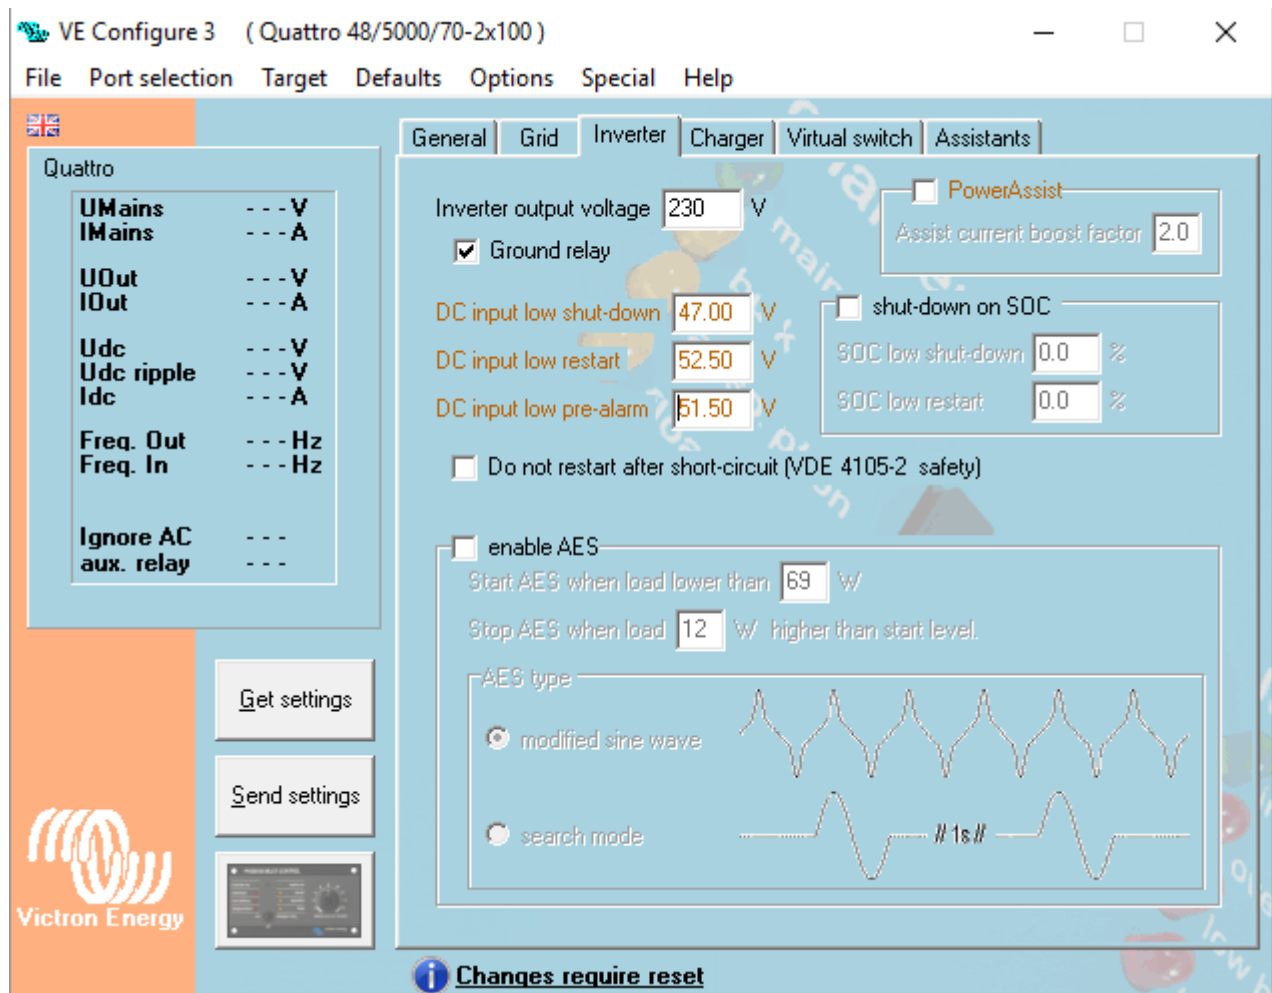 VE Configure 3 ( Quattro 48/5000/70-2x100 )
File Port selection Target Defaults Options Special Help
General Grid Inverter Charger Virtual switch Assistants
Quattro
UMains - - - V
IMains - - - A
UOut - - - V
IOut - - - A
Udc - - - V
Udc ripple - - - V
Idc - - - A
Freq. Out - - - Hz
Freq. In - - - Hz
Ignore AC - - -
aux. relay - - -
Get settings
Send settings
Victron Energy
Inverter output voltage 230 V
Ground relay
PowerAssist
Assist current boost factor 2.0
DC input low shut-down 47.00 V
DC input low restart 52.50 V
DC input low pre-alarm 51.50 V
shut-down on SOC
SOC low shut-down 0.0 %
SOC low restart 0.0 %
Do not restart after short-circuit (VDE 4105-2 safety)
enable AES
Start AES when load lower than 69 W
Stop AES when load 12 W higher than start level.
AES type
modified sine wave
search mode
// 1s //
Changes require reset